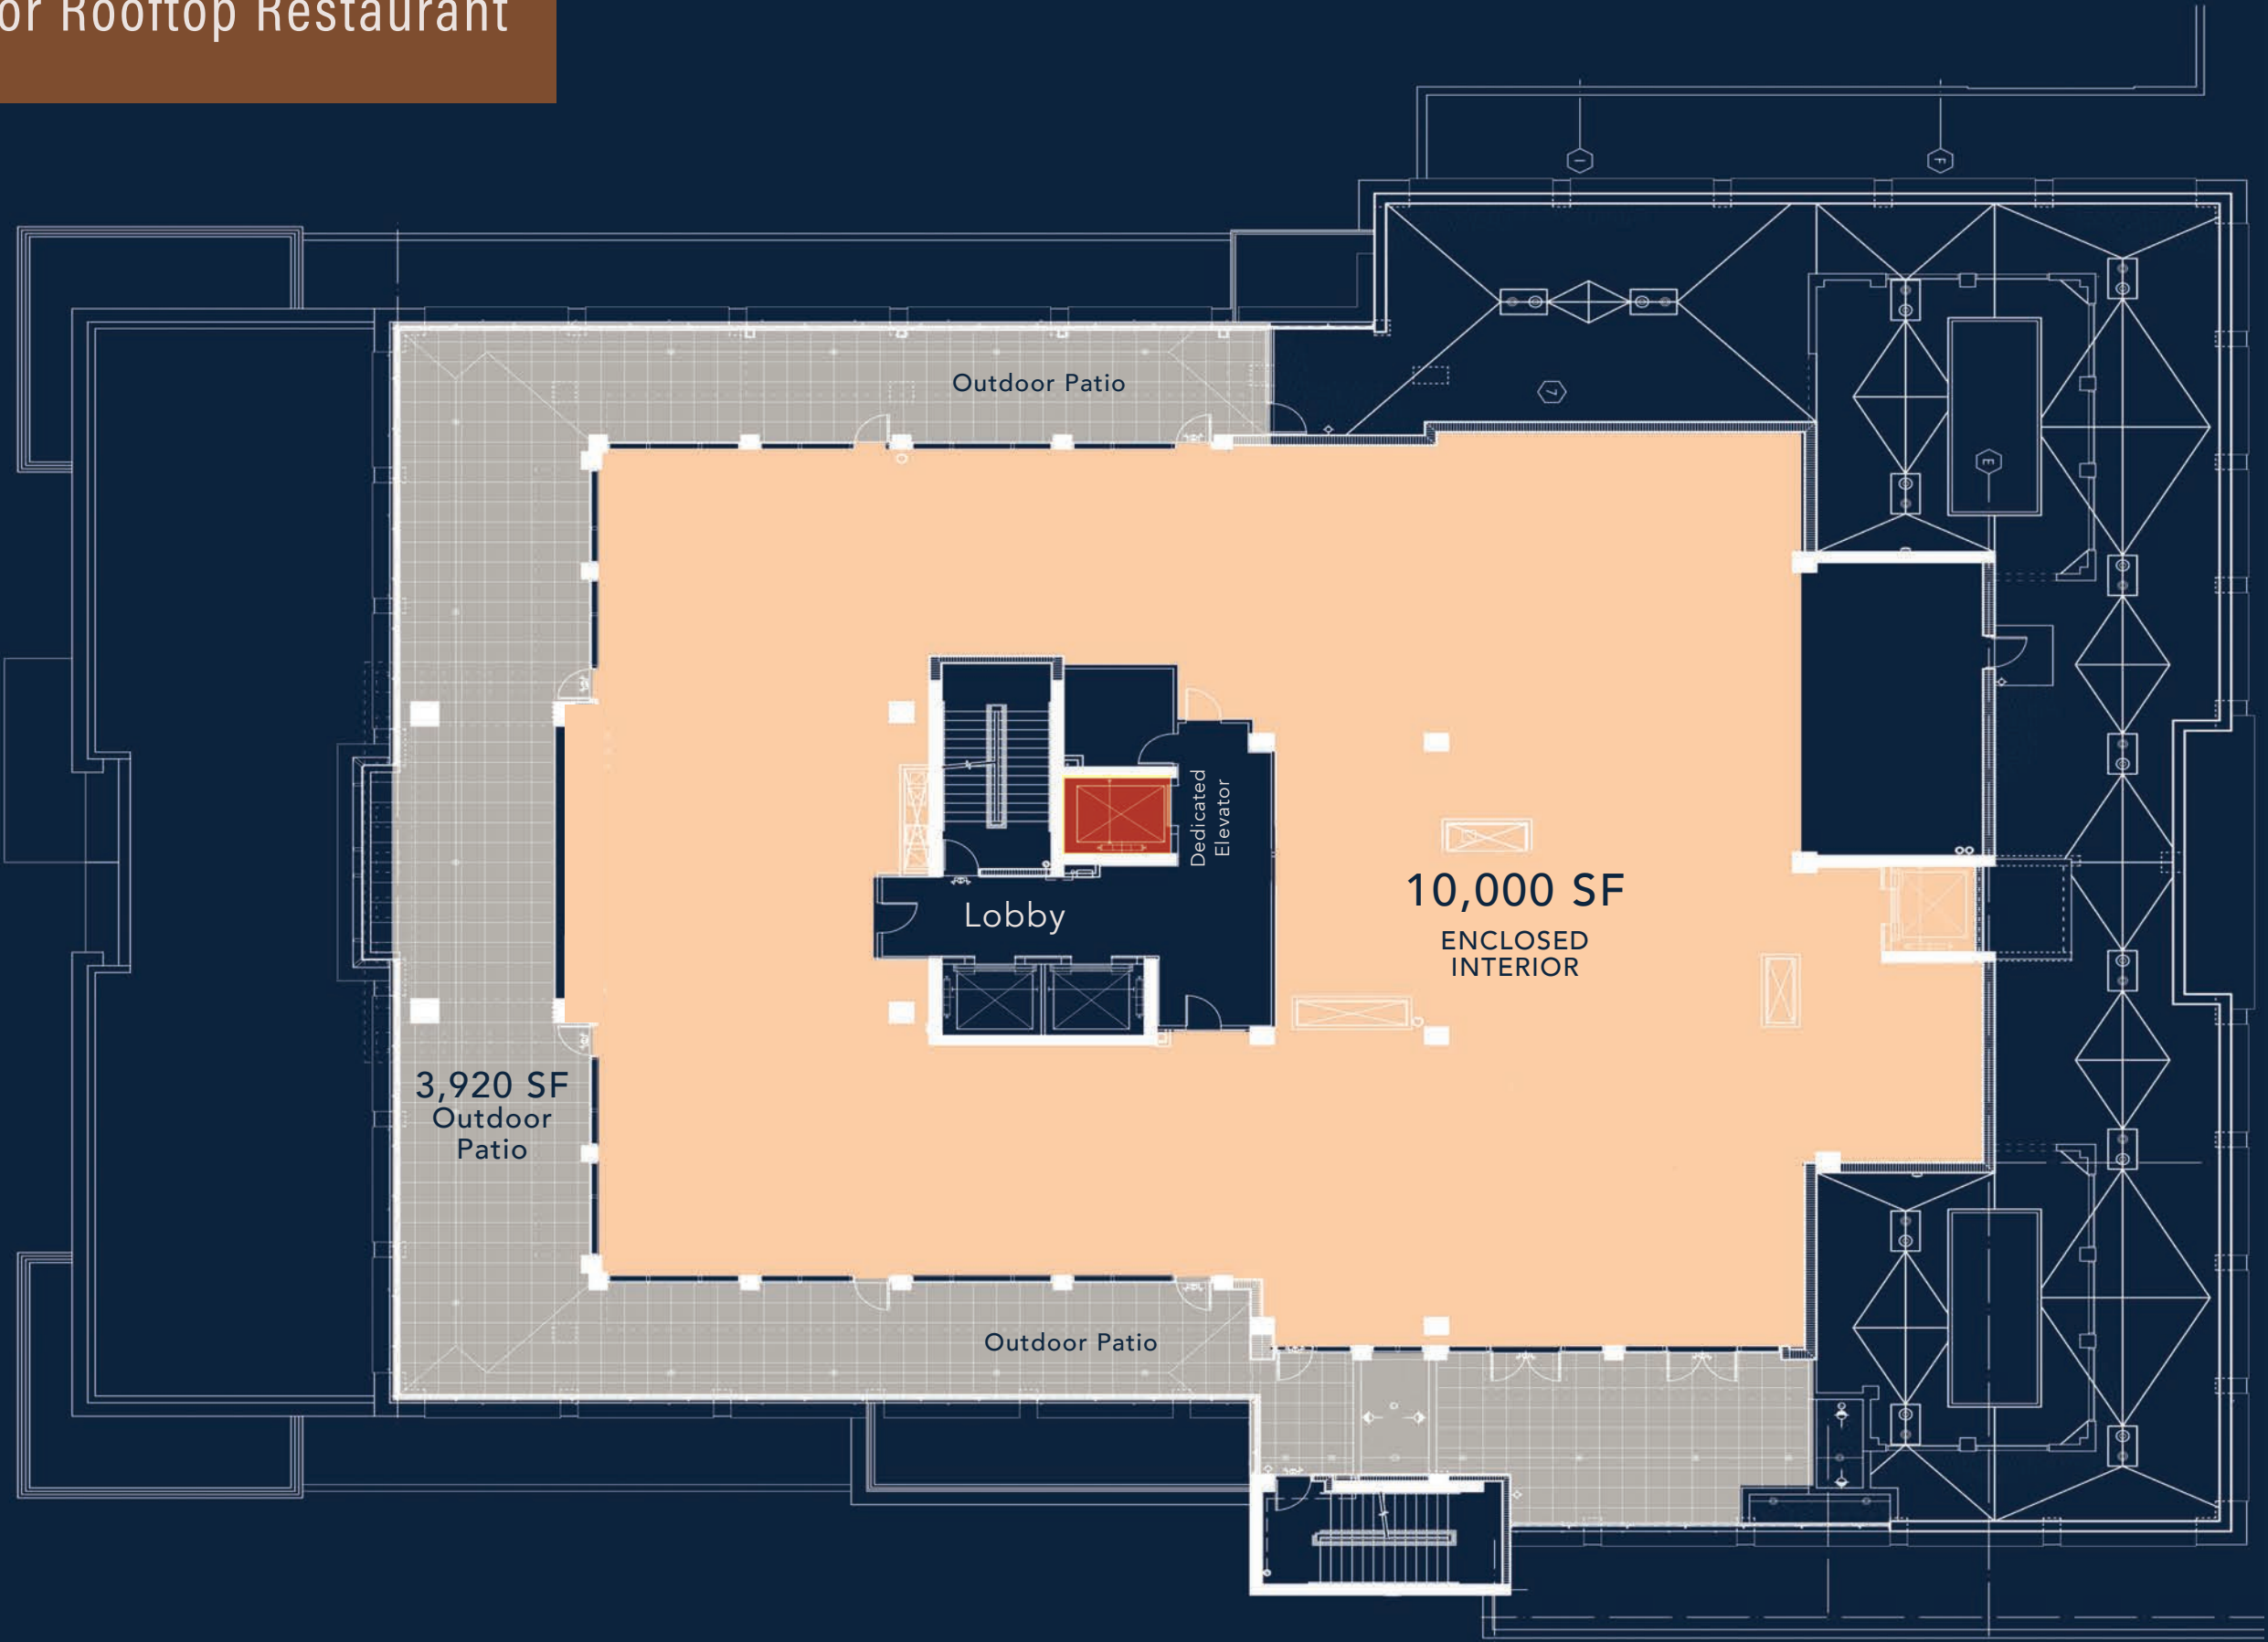 or Rooftop Restaurant
I
F
Outdoor Patio
7
E
Dedicated
Elevator
Lobby
10,000 SF
ENCLOSED
INTERIOR
3,920 SF
Outdoor
Patio
Outdoor Patio